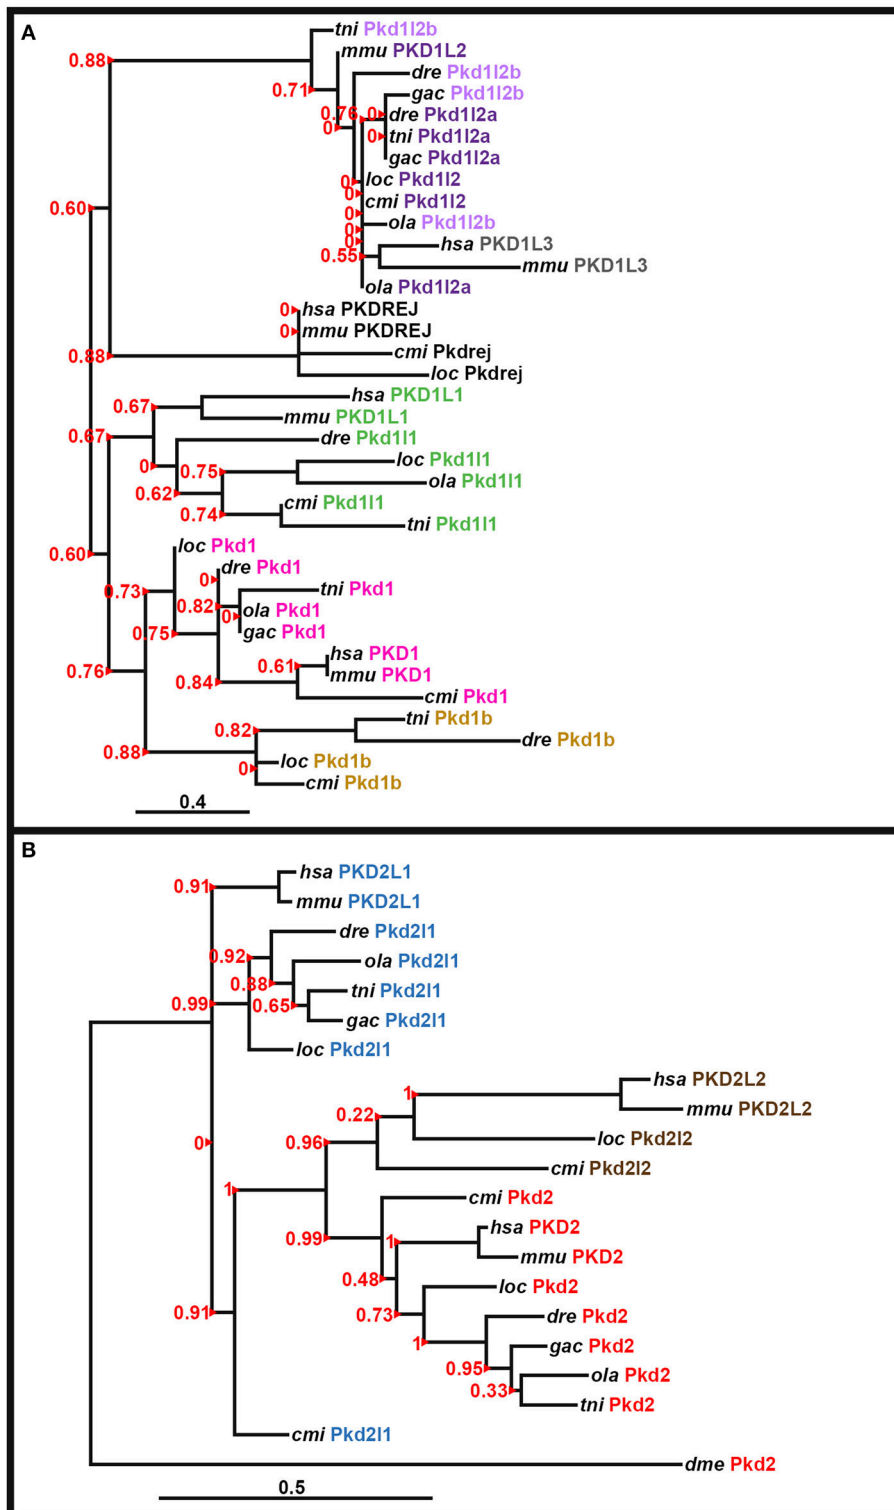 A
tni Pkd1l2b
0.88
mmu PKD1L2
dre Pkd1l2b
0.71
gac Pkd1l2b
0.76
0
dre Pkd1l2a
0
0
tni Pkd1l2a
gac Pkd1l2a
0
loc Pkd1l2
0
cmi Pkd1l2
0.60
0
ola Pkd1l2b
0
0
hsa PKD1L3
0.55
mmu PKD1L3
ola Pkd1l2a
0
hsa PKDREJ
0
mmu PKDREJ
0.88
cmi Pkdrej
loc Pkdrej
hsa PKD1L1
0.67
mmu PKD1L1
0.67
dre Pkd1l1
0
loc Pkd1l1
0.75
ola Pkd1l1
0.62
cmi Pkd1l1
0.74
tni Pkd1l1
loc Pkd1
0.60
dre Pkd1
0
0.73
tni Pkd1
0.82
ola Pkd1
0
gac Pkd1
0.75
hsa PKD1
0.61
0.76
mmu PKD1
0.84
cmi Pkd1
tni Pkd1b
0.82
dre Pkd1b
0.88
loc Pkd1b
0
cmi Pkd1b
0.4
B
hsa PKD2L1
0.91
mmu PKD2L1
dre Pkd2l1
0.92
ola Pkd2l1
0.88
tni Pkd2l1
0.99
0.65
gac Pkd2l1
loc Pkd2l1
hsa PKD2L2
1
mmu PKD2L2
0.22
loc Pkd2l2
0
0.96
cmi Pkd2l2
1
cmi Pkd2
hsa PKD2
0.99
1
mmu PKD2
0.48
loc Pkd2
0.91
0.73
dre Pkd2
1
gac Pkd2
0.95
ola Pkd2
0.33
tni Pkd2
cmi Pkd2l1
dme Pkd2
0.5